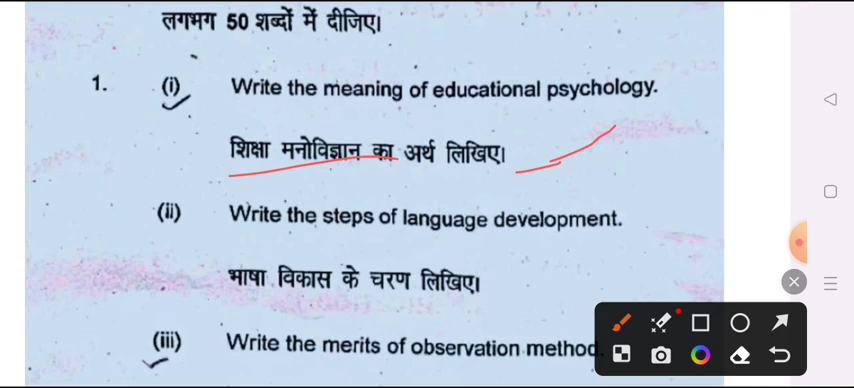 लगभग 50 शब्दों में दीजिए।
1. (i) Write the meaning of educational psychology.
शिक्षा मनोविज्ञान का अर्थ लिखिए।
(ii) Write the steps of language development.
भाषा विकास के चरण लिखिए।
(iii) Write the merits of observation method.